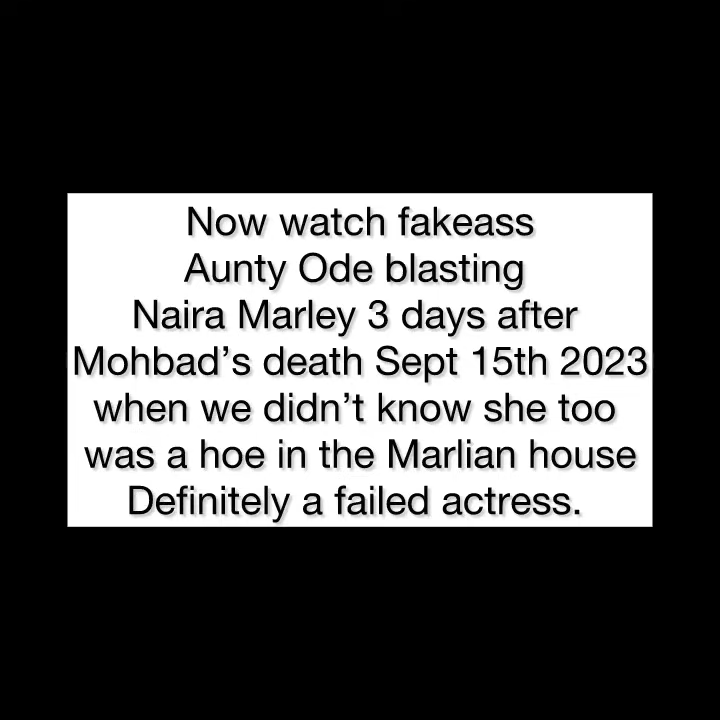 Now watch fakeass
Aunty Ode blasting
Naira Marley 3 days after
Mohbad’s death Sept 15th 2023
when we didn’t know she too
was a hoe in the Marlian house
Definitely a failed actress.